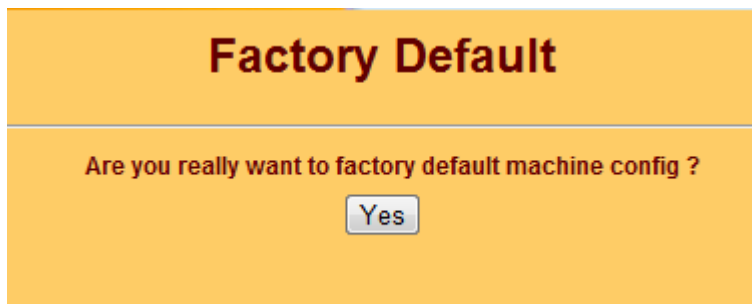 Factory Default
Are you really want to factory default machine config ?
Yes